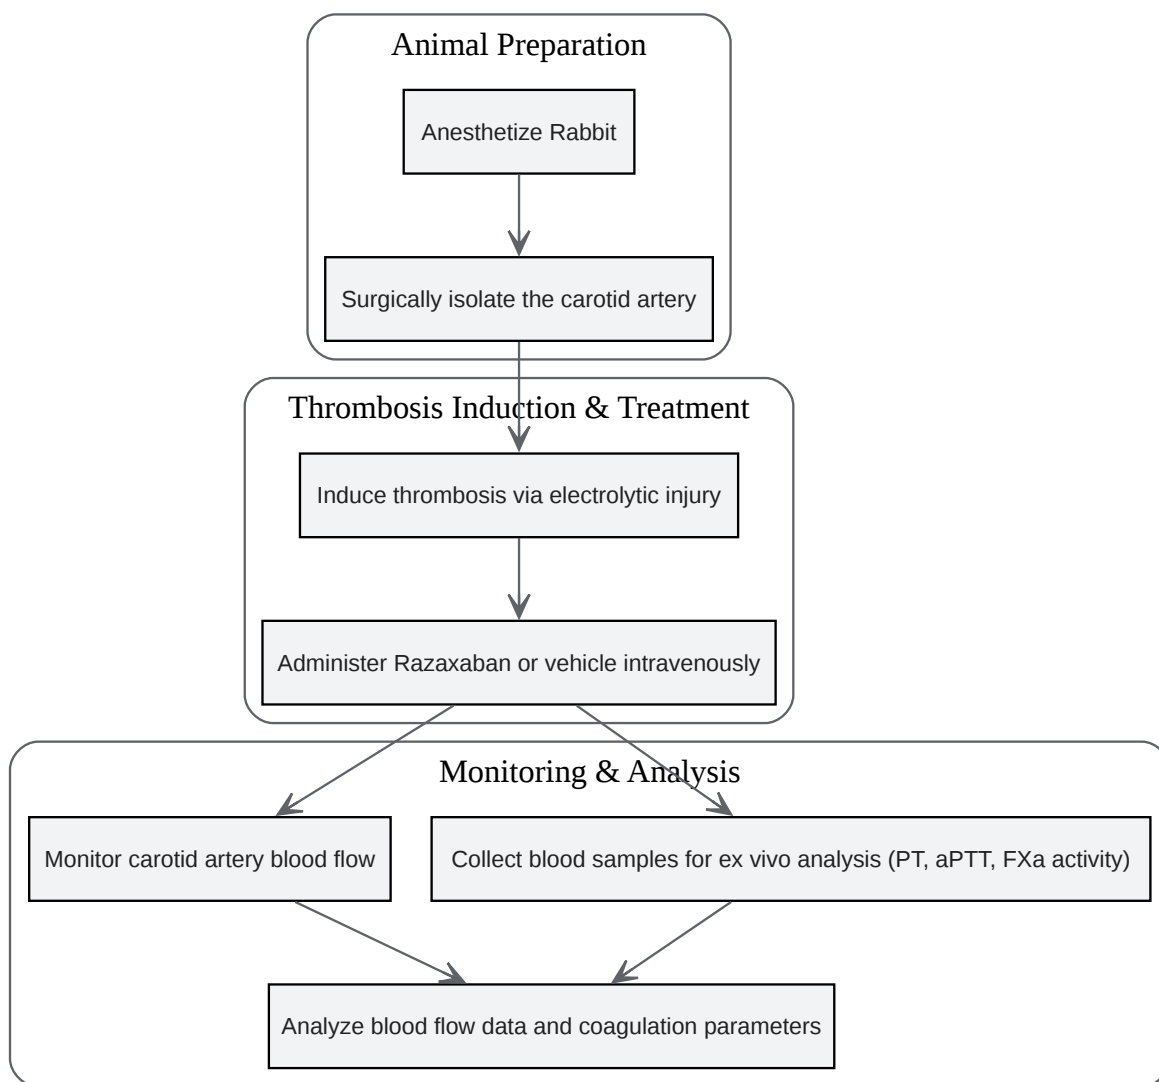 Animal Preparation
Anesthetize Rabbit
Surgically isolate the carotid artery
Thrombosis Induction & Treatment
Induce thrombosis via electrolytic injury
Administer Razaxaban or vehicle intravenously
Monitoring & Analysis
Monitor carotid artery blood flow
Collect blood samples for ex vivo analysis (PT, aPTT, FXa activity)
Analyze blood flow data and coagulation parameters